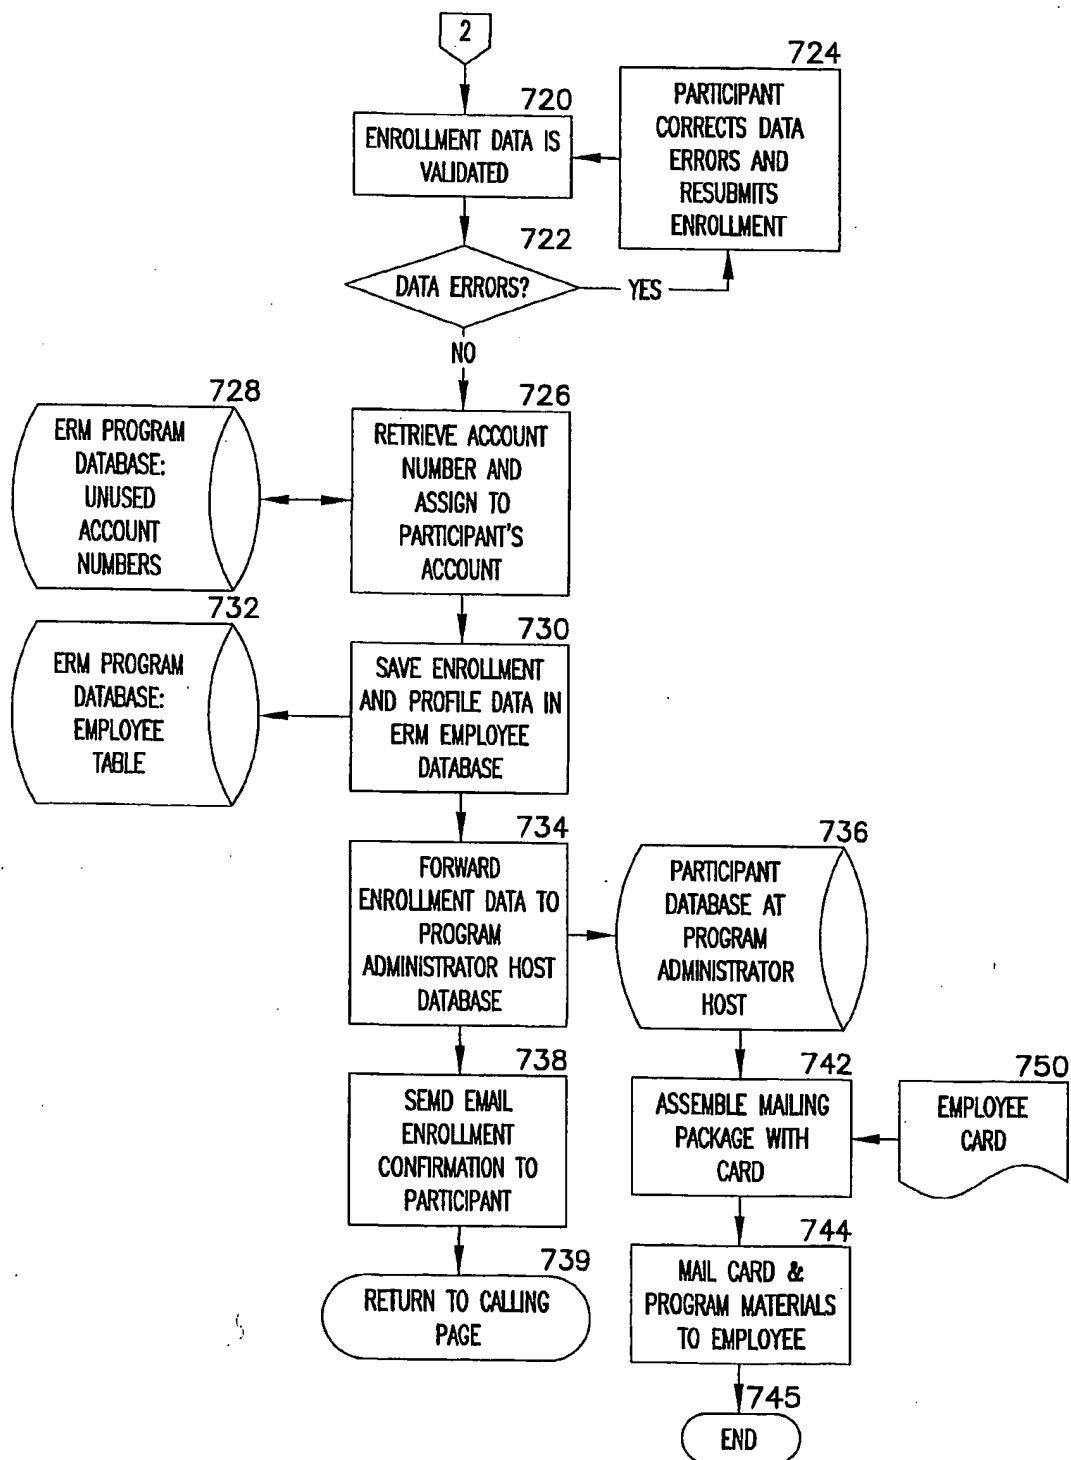 2
720
ENROLLMENT DATA IS
VALIDATED
724
PARTICIPANT
CORRECTS DATA
ERRORS AND
RESUBMITS
ENROLLMENT
722
DATA ERRORS?
YES
NO
728
ERM PROGRAM
DATABASE:
UNUSED
ACCOUNT
NUMBERS
726
RETRIEVE ACCOUNT
NUMBER AND
ASSIGN TO
PARTICIPANT'S
ACCOUNT
732
ERM PROGRAM
DATABASE:
EMPLOYEE
TABLE
730
SAVE ENROLLMENT
AND PROFILE DATA IN
ERM EMPLOYEE
DATABASE
734
FORWARD
ENROLLMENT DATA TO
PROGRAM
ADMINISTRATOR HOST
DATABASE
736
PARTICIPANT
DATABASE AT
PROGRAM
ADMINISTRATOR
HOST
738
SEMD EMAIL
ENROLLMENT
CONFIRMATION TO
PARTICIPANT
742
ASSEMBLE MAILING
PACKAGE WITH
CARD
750
EMPLOYEE
CARD
739
RETURN TO CALLING
PAGE
744
MAIL CARD &
PROGRAM MATERIALS
TO EMPLOYEE
745
END